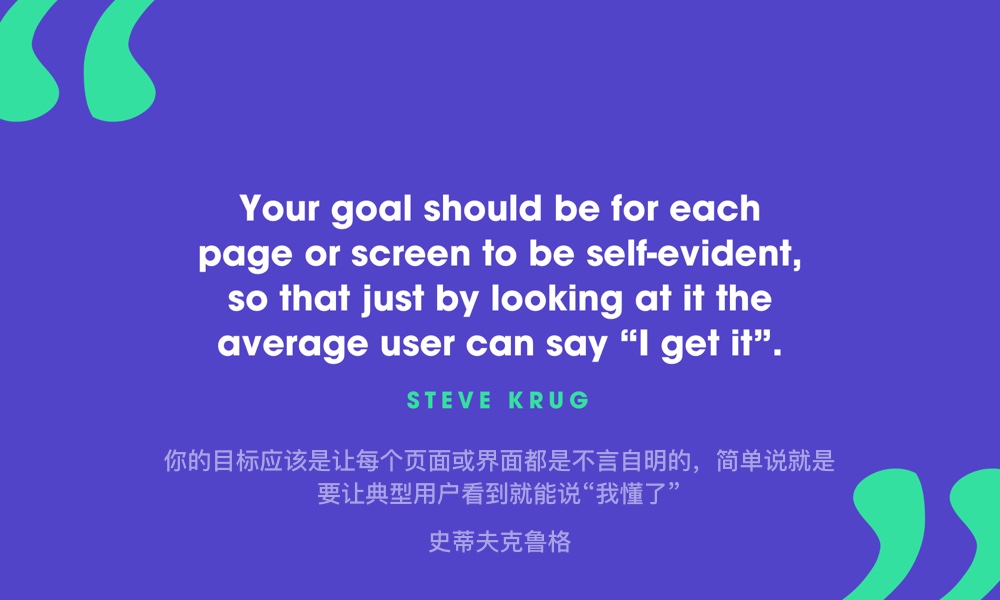 Your goal should be for each
page or screen to be self-evident,
so that just by looking at it the
average user can say “I get it”.
STEVE KRUG
你的目标应该是让每个页面或界面都是不言自明的，简单说就是
要让典型用户看到就能说“我懂了”
史蒂夫克鲁格